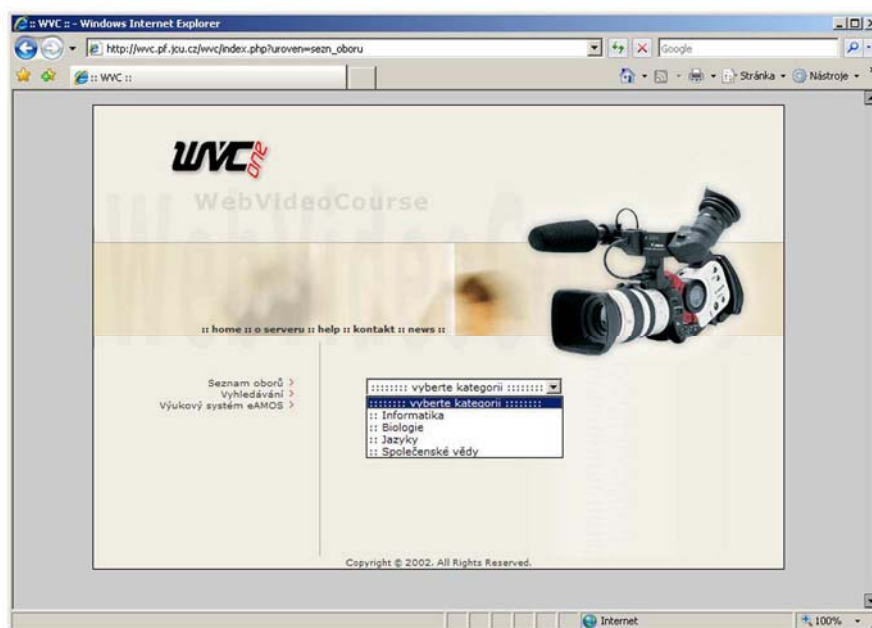 :: WVC :: - Windows Internet Explorer
http://wvc.pf.jcu.cz/wvc/index.php?uroven=sezn_oboru
Google
:: WVC ::
Stránka
Nástroje
WVC one
WebVideoCourse
WebVideoCourse
:: home :: o serveru :: help :: kontakt :: news ::
Seznam oborů >
Vyhledávání >
Výukový systém eAMOS >
:::::::: vyberte kategorii ::::::::
:::::::: vyberte kategorii ::::::::
:: Informatika
:: Biologie
:: Jazyky
:: Společenské vědy
Canon
Copyright © 2002. All Rights Reserved.
Internet
100%